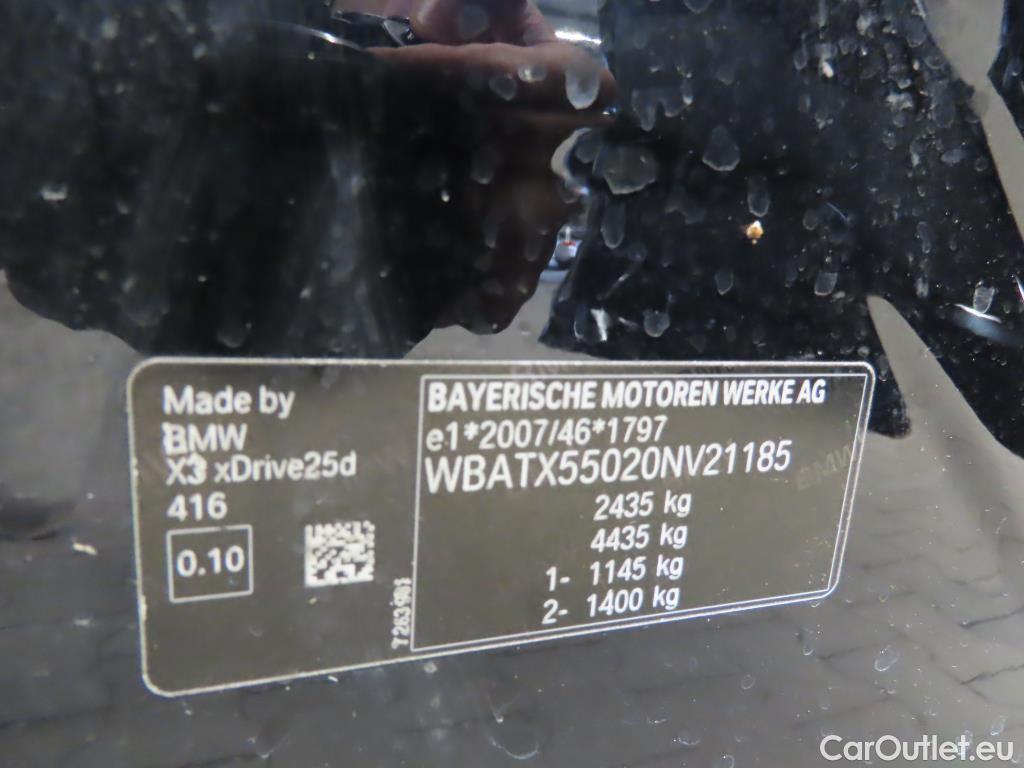 Made by
BMW
X3 xDrive25d
416
0.10
BAYERISCHE MOTOREN WERKE AG
e1*2007/46*1797
WBATX55020NV21185
2435 kg
4435 kg
1- 1145 kg
2- 1400 kg
CarOutlet.eu